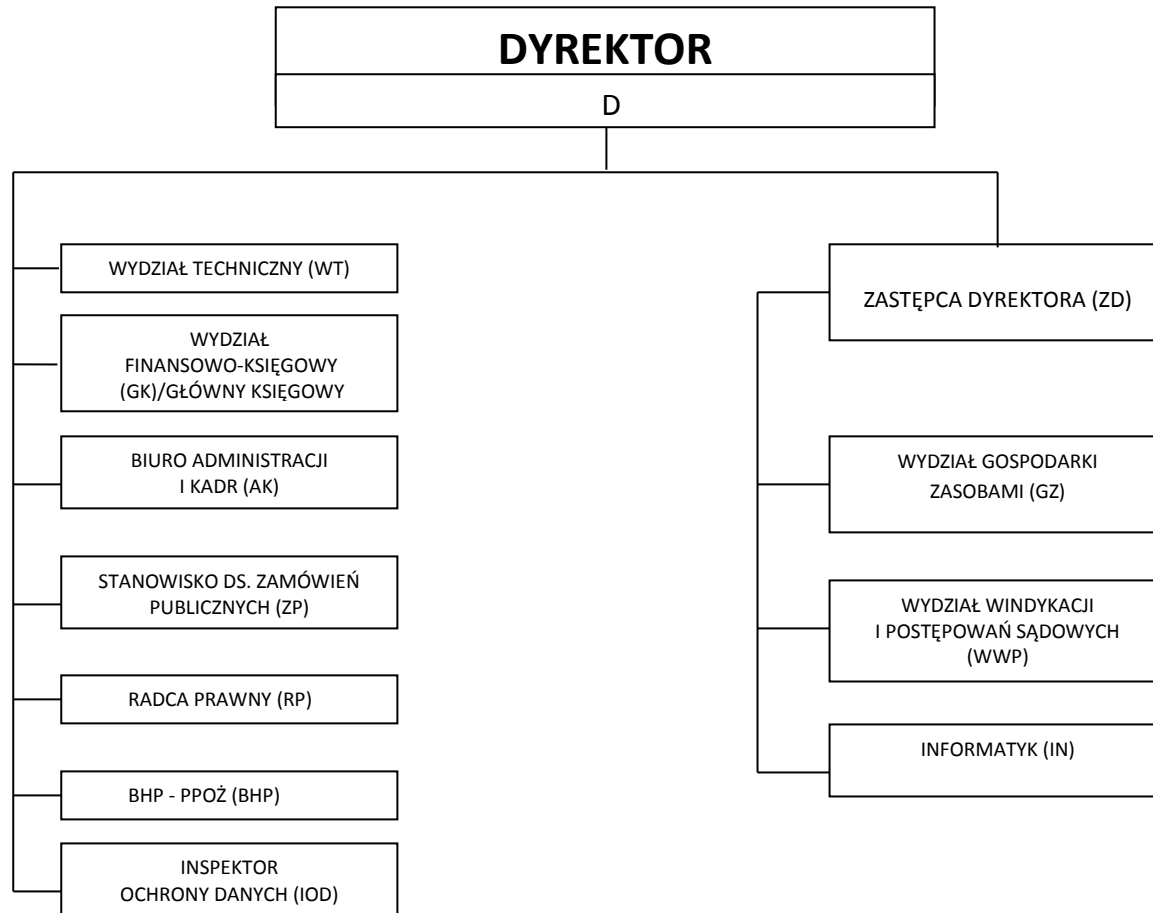 DYREKTOR
D
WYDZIAŁ TECHNICZNY (WT)
WYDZIAŁ
FINANSOWO-KSIĘGOWY
(GK)/GŁÓWNY KSIĘGOWY
BIURO ADMINISTRACJI
I KADR (AK)
STANOWISKO DS. ZAMÓWIEŃ
PUBLICZNYCH (ZP)
RADCA PRAWNY (RP)
BHP - PPOŻ (BHP)
INSPEKTOR
OCHRONY DANYCH (IOD)
ZASTĘPCA DYREKTORA (ZD)
WYDZIAŁ GOSPODARKI
ZASOBAMI (GZ)
WYDZIAŁ WINDYKACJI
I POSTĘPOWAŃ SĄDOWYCH
(WWP)
INFORMATYK (IN)